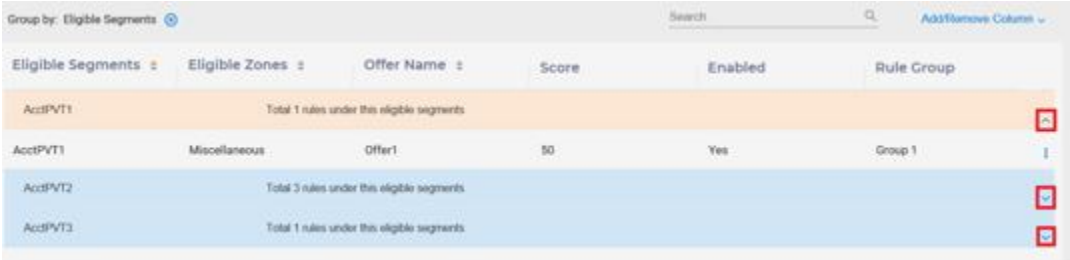 Group by: Eligible Segments
Search
Add/Remove Column
Eligible Segments Eligible Zones Offer Name Score Enabled Rule Group
AcctPVT1 Total 1 rules under this eligible segments
AcctPVT1 Miscellaneous Offer1 50 Yes Group 1
AcctPVT2 Total 3 rules under this eligible segments
AcctPVT3 Total 1 rules under this eligible segments